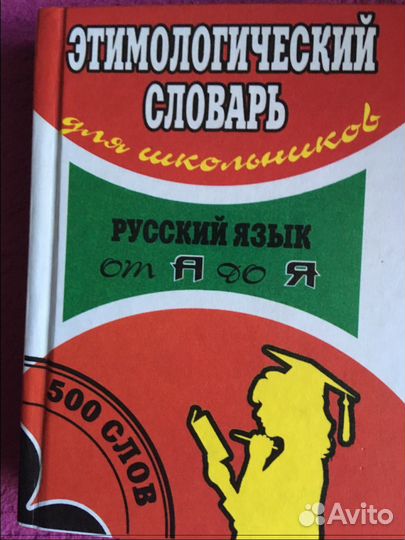 ЭТИМОЛОГИЧЕСКИЙ
СЛОВАРЬ
для школьников
РУССКИЙ ЯЗЫК
от А до Я
500 СЛОВ
Avito